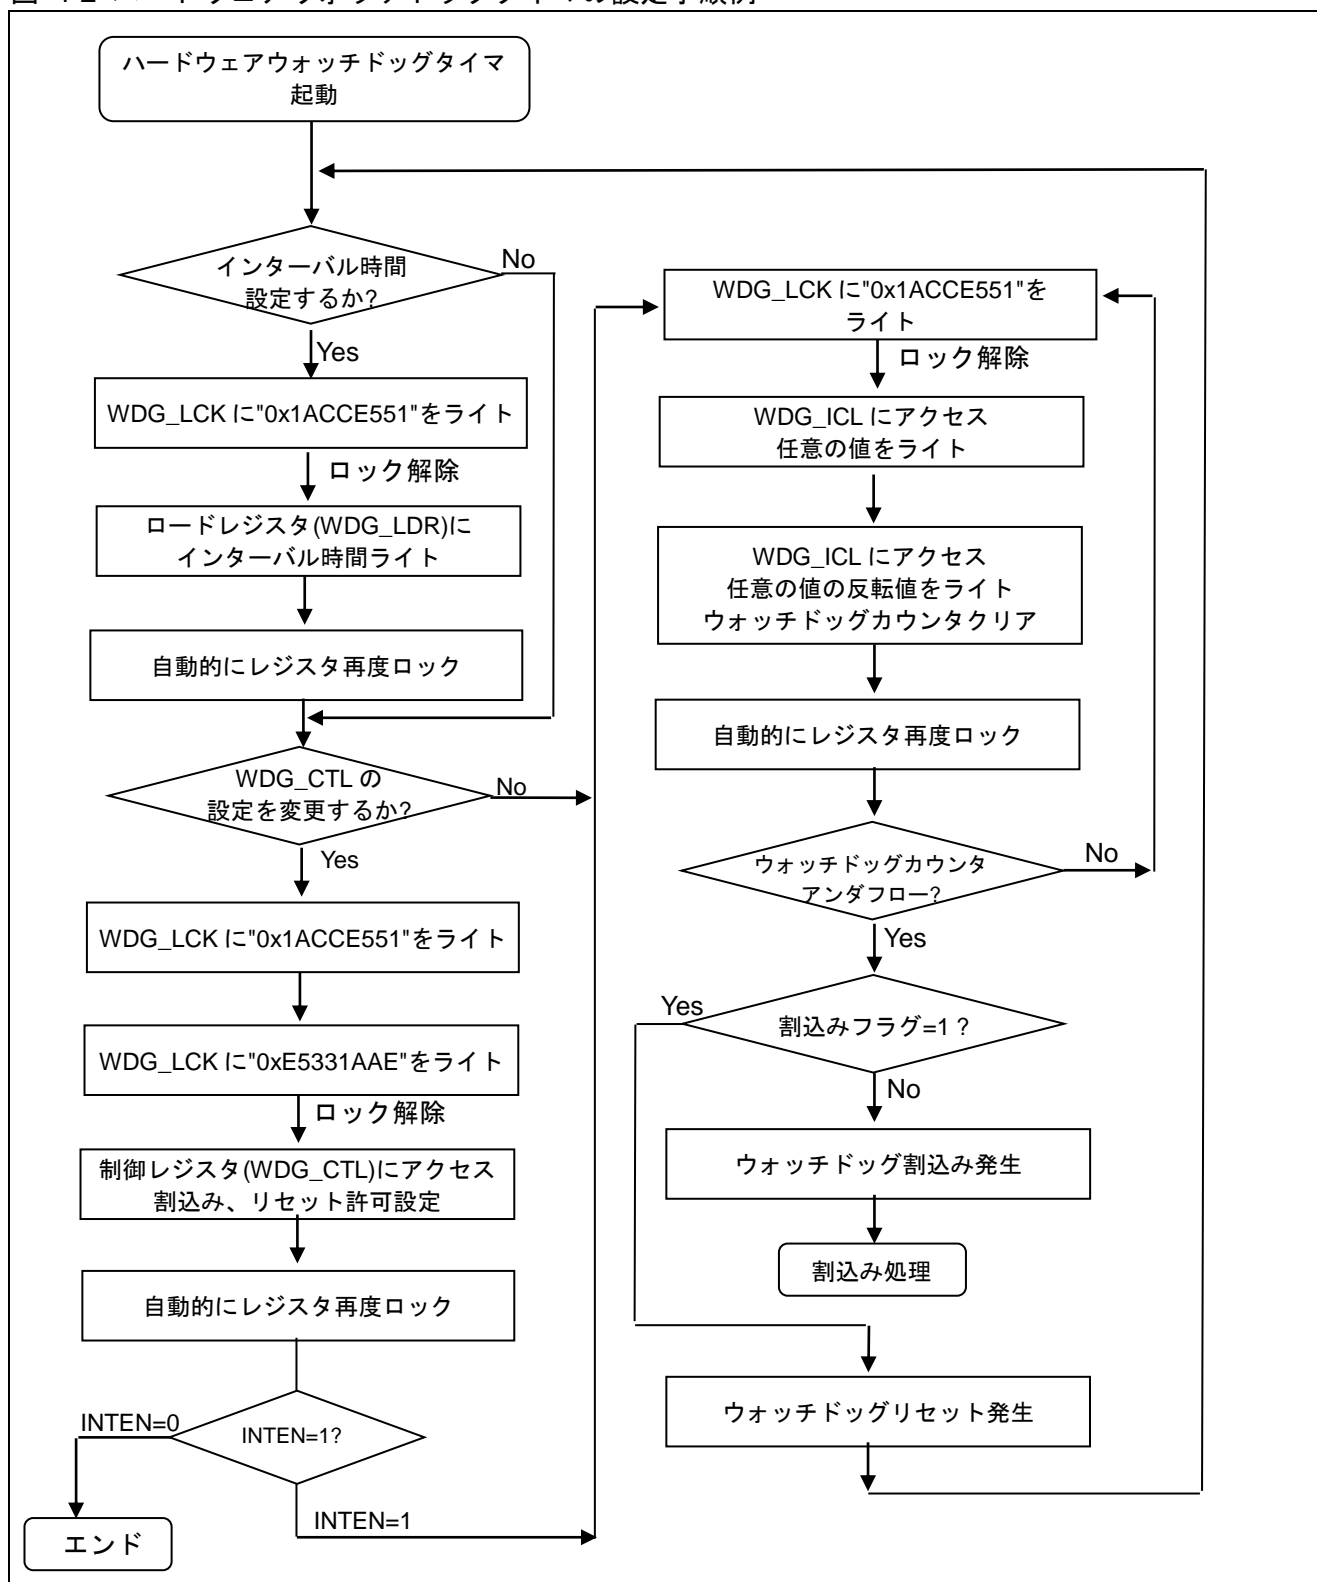 ハードウェアウォッチドッグタイマ
起動
インターバル時間
設定するか?
No
Yes
WDG_LCK に"0x1ACCE551"をライト
ロック解除
ロードレジスタ(WDG_LDR)に
インターバル時間ライト
自動的にレジスタ再度ロック
WDG_CTL の
設定を変更するか?
No
Yes
WDG_LCK に"0x1ACCE551"をライト
WDG_LCK に"0xE5331AAE"をライト
ロック解除
制御レジスタ(WDG_CTL)にアクセス
割込み、リセット許可設定
自動的にレジスタ再度ロック
INTEN=0
INTEN=1?
INTEN=1
エンド
WDG_LCK に"0x1ACCE551"を
ライト
ロック解除
WDG_ICL にアクセス
任意の値をライト
WDG_ICL にアクセス
任意の値の反転値をライト
ウォッチドッグカウンタクリア
自動的にレジスタ再度ロック
ウォッチドッグカウンタ
アンダフロー?
No
Yes
割込みフラグ=1 ?
Yes
No
ウォッチドッグ割込み発生
割込み処理
ウォッチドッグリセット発生